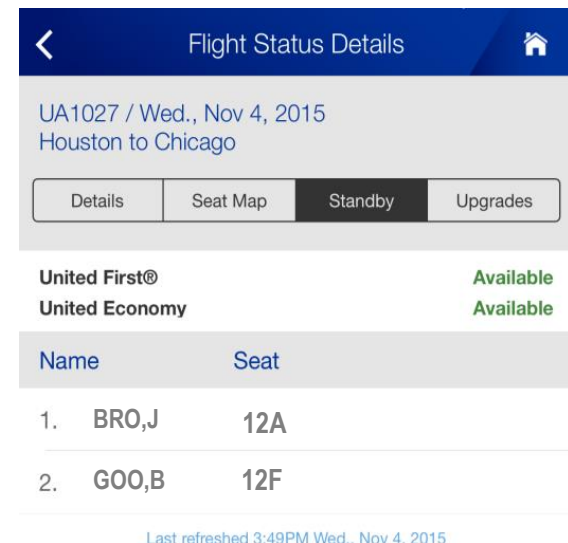 Flight Status Details
UA1027 / Wed., Nov 4, 2015
Houston to Chicago
Details Seat Map Standby Upgrades
United First® Available
United Economy Available
Name Seat
1. BRO,J 12A
2. GOO,B 12F
Last refreshed 3:49PM Wed., Nov 4, 2015